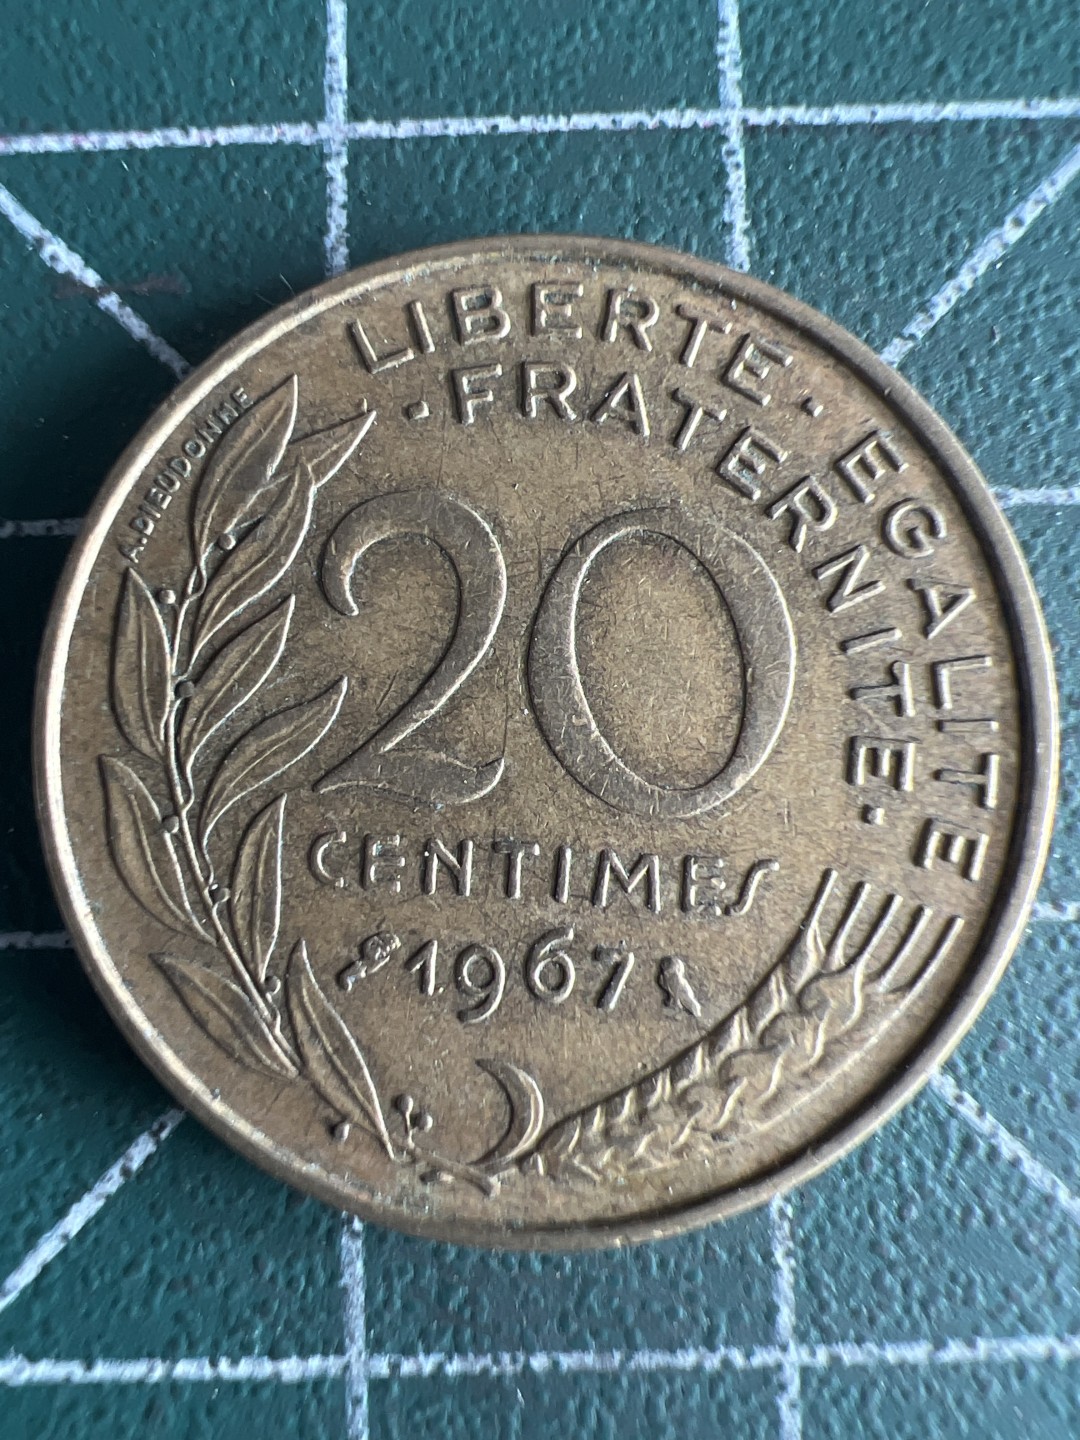 LIBERTE · EGALITE
· FRATERNITE ·
A.DIEUDONNE
20
CENTIMES
1967